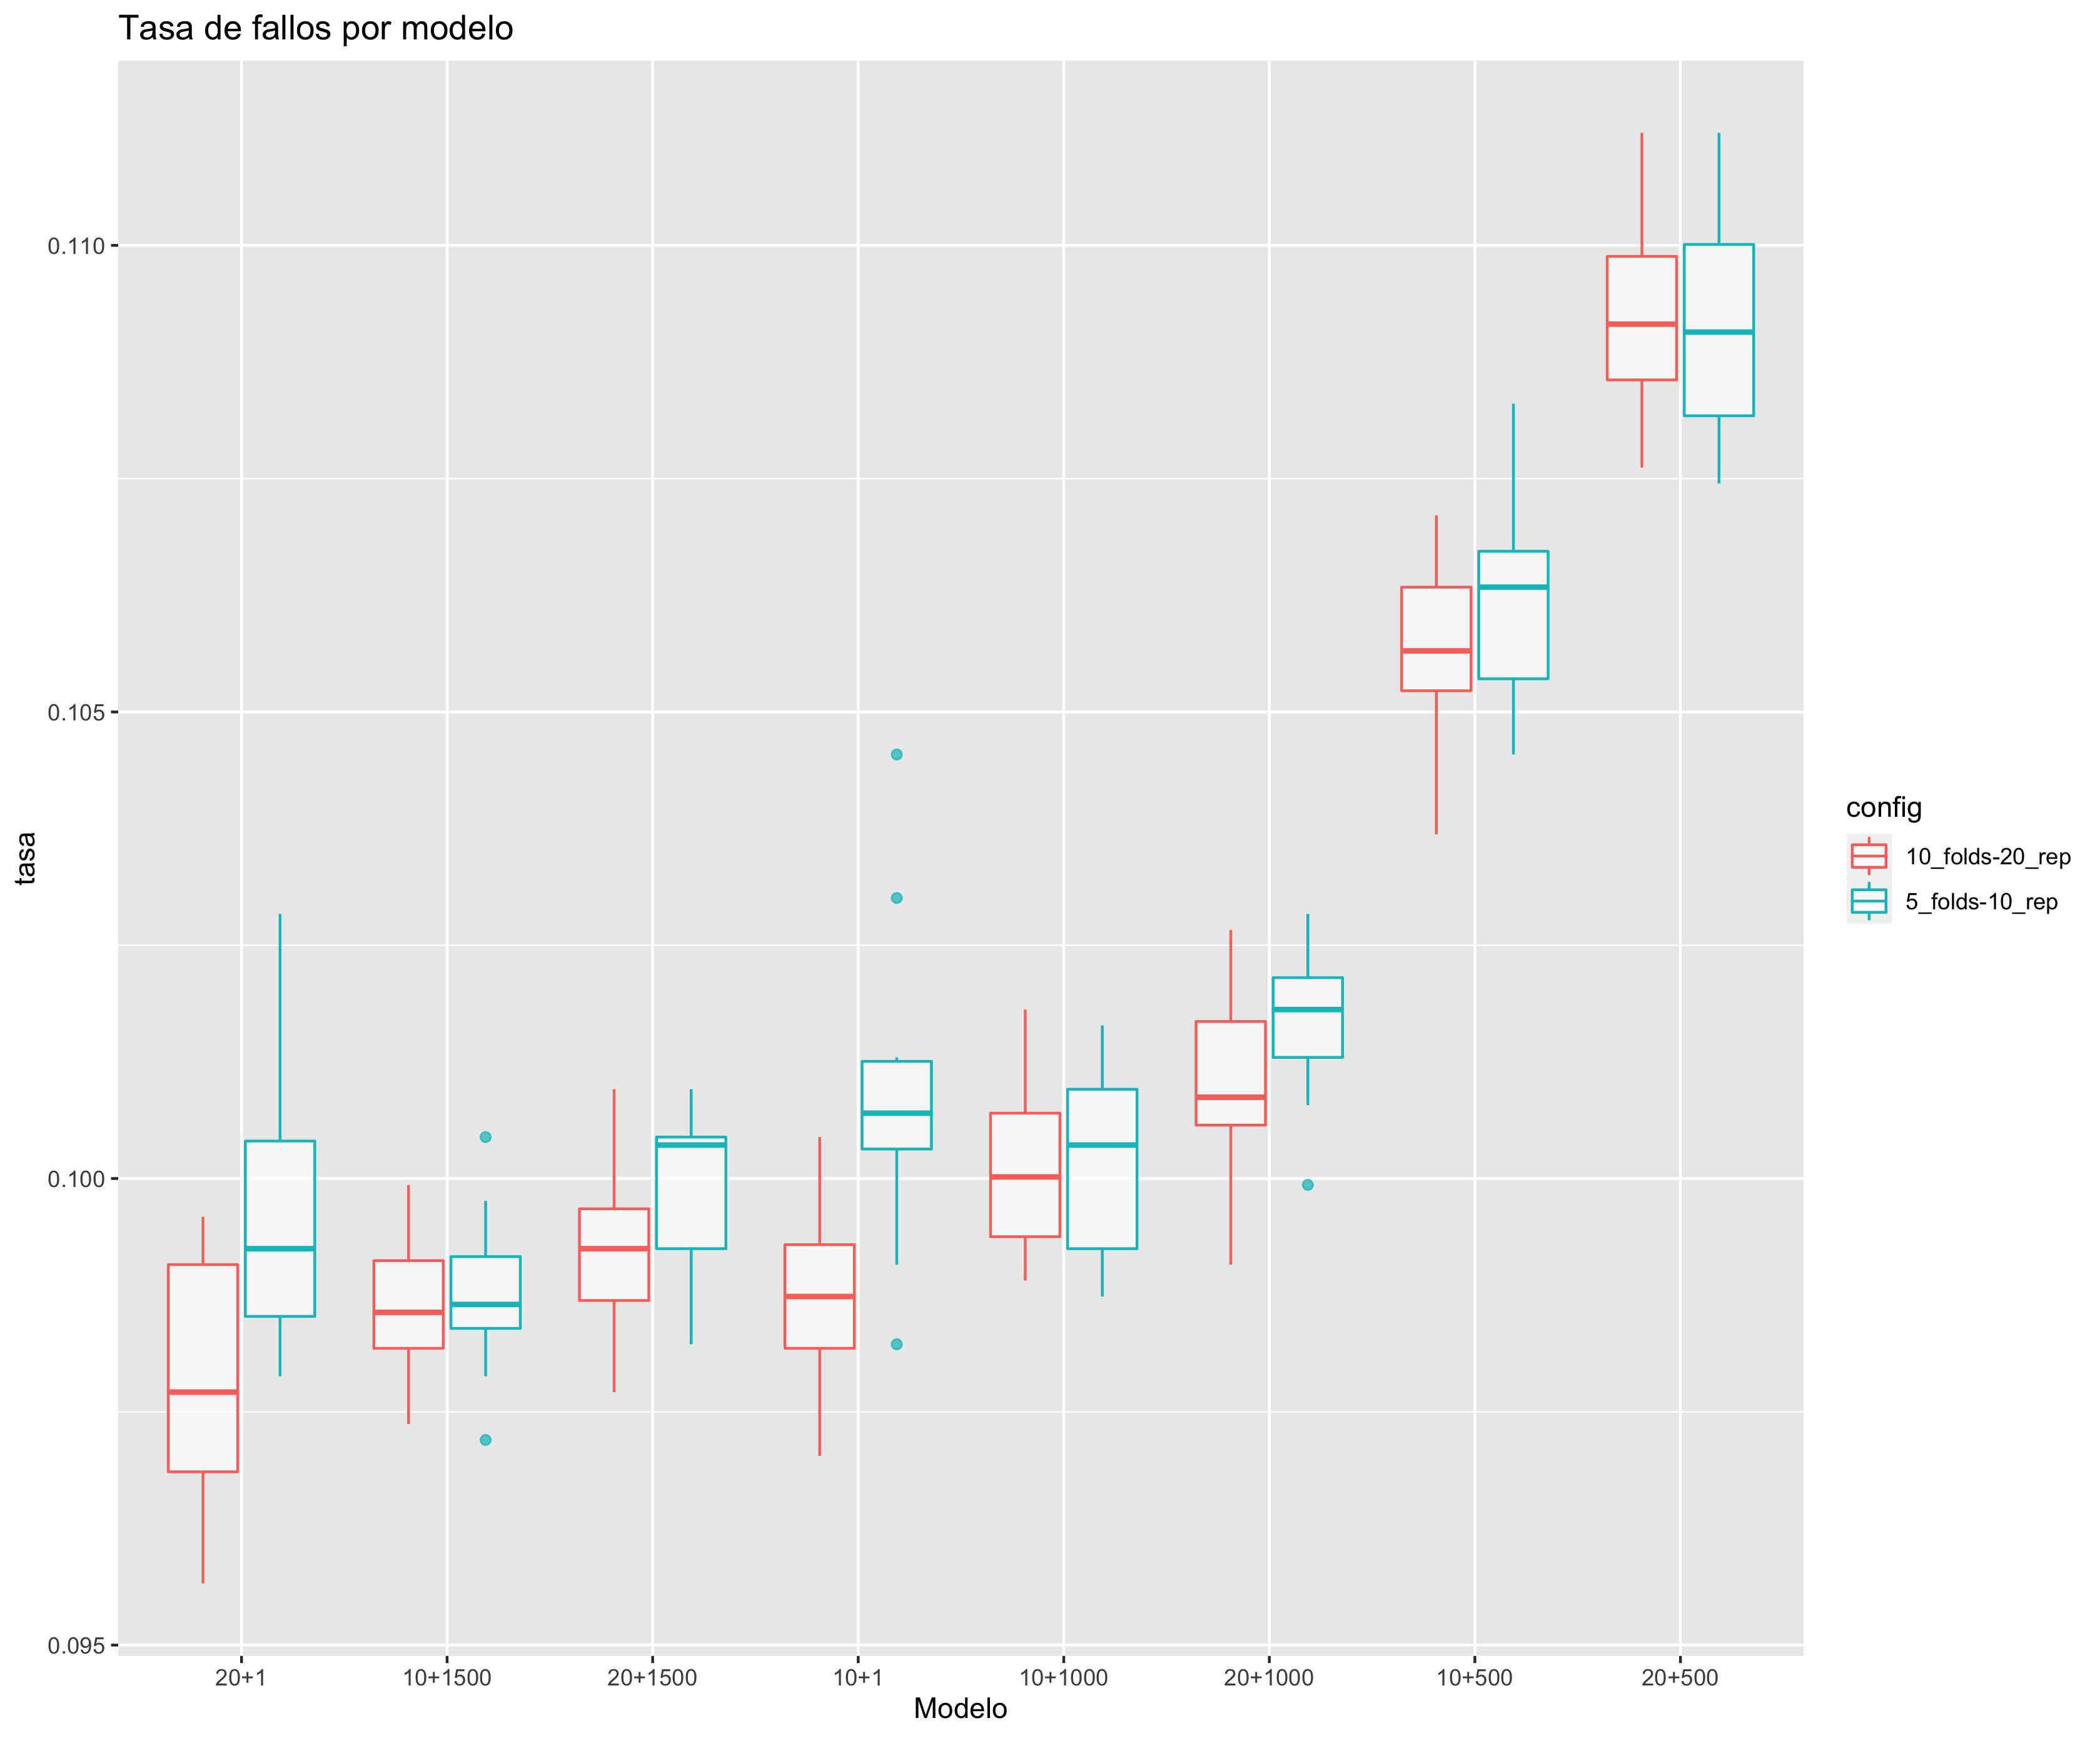 Tasa de fallos por modelo
tasa
0.110
0.105
0.100
0.095
20+1
10+1500
20+1500
10+1
10+1000
20+1000
10+500
20+500
Modelo
config
10_folds-20_rep
5_folds-10_rep